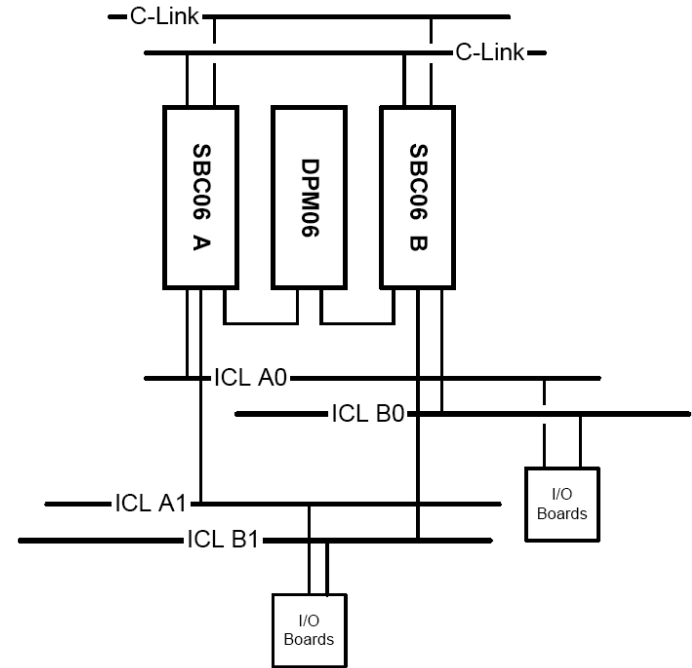 C-Link
C-Link
SBC06 A
DPM06
SBC06 B
ICL A0
ICL B0
I/O
Boards
ICL A1
ICL B1
I/O
Boards